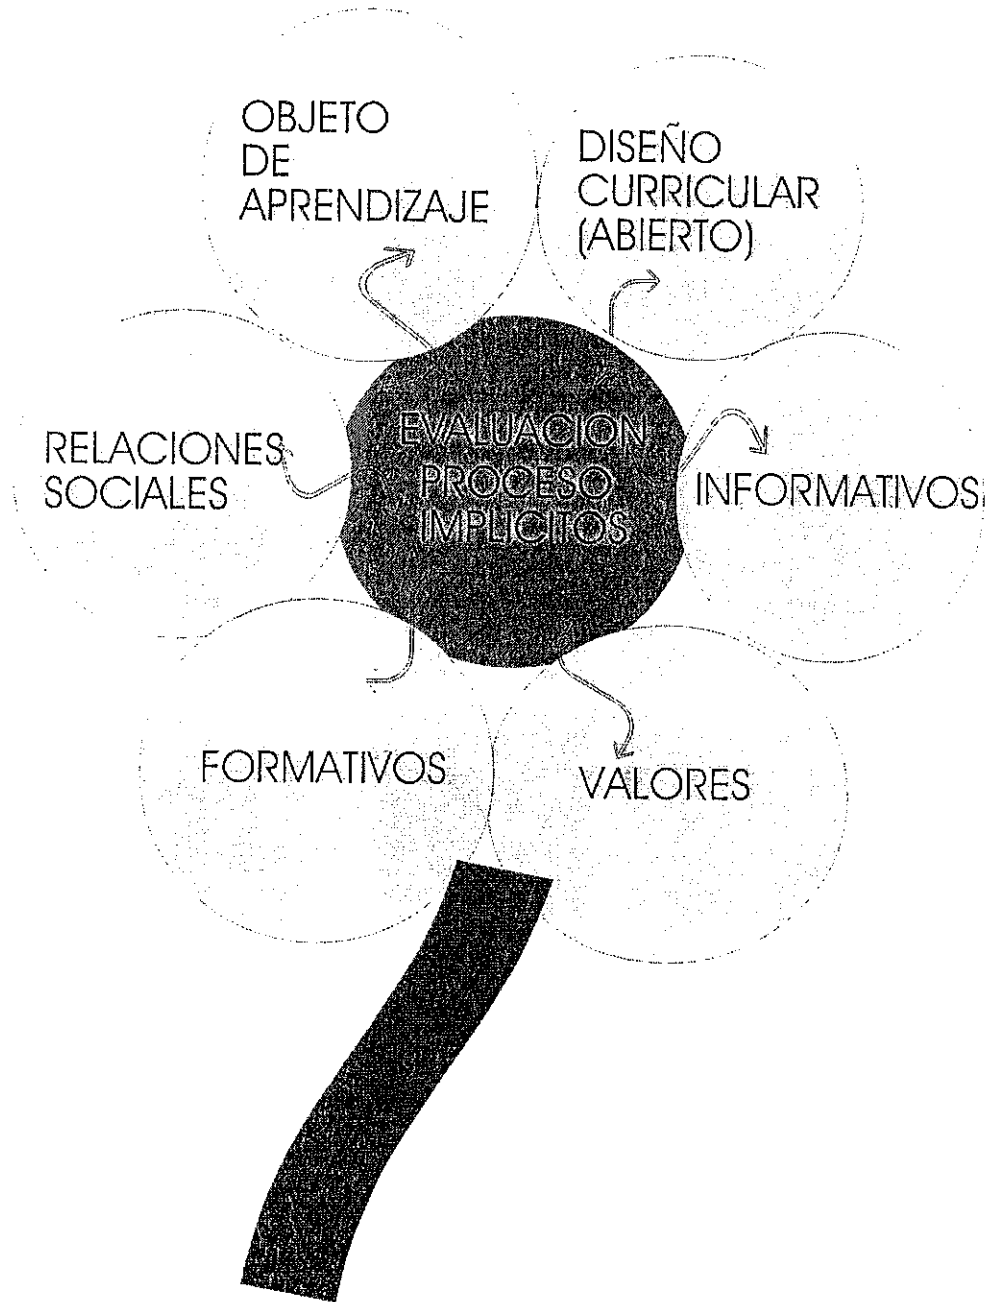 OBJETO
DE
APRENDIZAJE
DISEÑO
CURRICULAR
(ABIERTO)
RELACIONES
SOCIALES
EVALUACION
PROCESO
IMPLICITOS
INFORMATIVOS
FORMATIVOS
VALORES